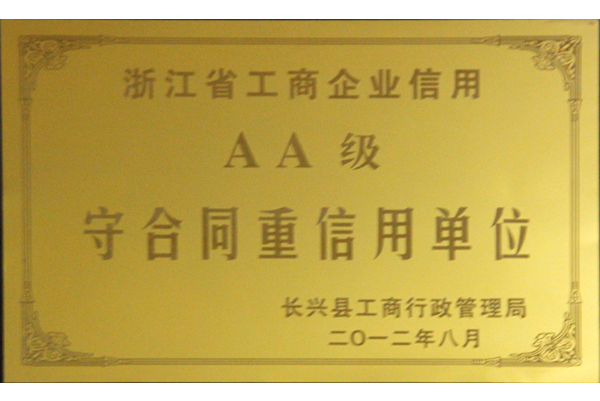 浙江省工商企业信用
AA级
守合同重信用单位
长兴县工商行政管理局
二〇一二年八月